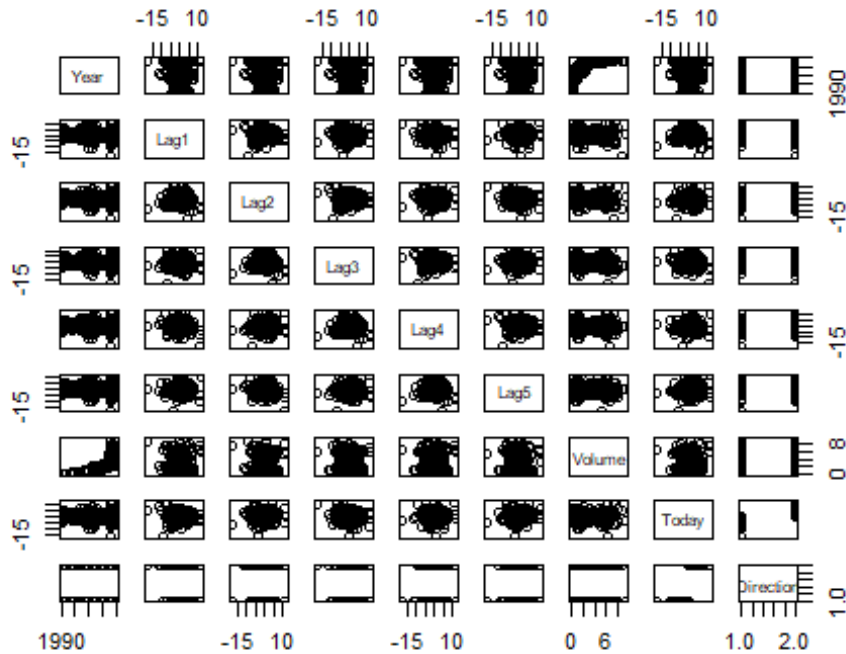 -15 10 -15 10 -15 10 -15
Year 1990
-15 Lag1
Lag2 -15
-15 Lag3
Lag4 -15
-15 Lag5
Volume 0 8
-15 Today
Direction 1.0
1990 -15 10 -15 10 0 6 1.0 2.0